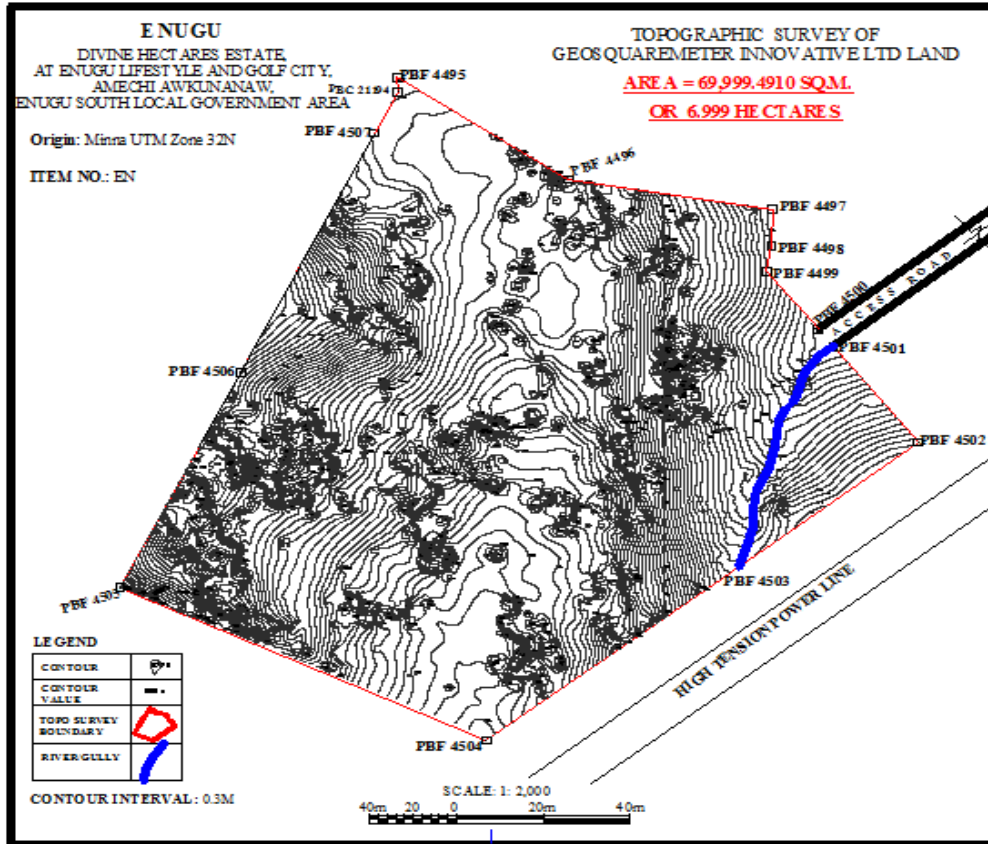 ENUGU
DIVINE HECTARES ESTATE,
AT ENUGU LIFESTYLE AND GOLF CITY,
AMECHI AWKUNANAW,
ENUGU SOUTH LOCAL GOVERNMENT AREA
Origin: Minna UTM Zone 32N
ITEM NO.: EN
TOPOGRAPHIC SURVEY OF
GEOSQUAREMETER INNOVATIVE LTD LAND
AREA = 69,999.4910 SQ.M.
OR 6.999 HECTARES
PBF 4495
PBC 21194
PBF 4507
PBF 4496
PBF 4497
PBF 4498
PBF 4499
PBF 4500
ACCESS ROAD
PBF 4501
PBF 4506
PBF 4502
PBF 4503
PBF 4505
PBF 4504
HIGH TENSION POWER LINE
LEGEND
CONTOUR
CONTOUR
VALUE
TOPO SURVEY
BOUNDARY
RIVER/GULLY
CONTOUR INTERVAL: 0.3M
SCALE: 1: 2,000
40m 20 0 20m 40m